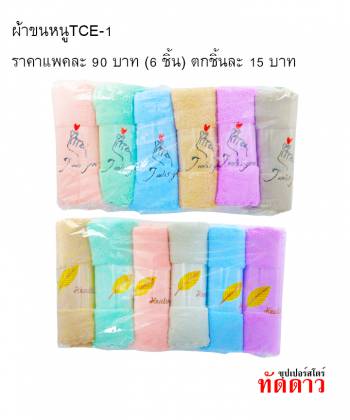 ผ้าขนหนูTCE-1
ราคาแพคละ 90 บาท (6 ชิ้น) ตกชิ้นละ 15 บาท
ซุปเปอร์สโตร์
ทัดดาว